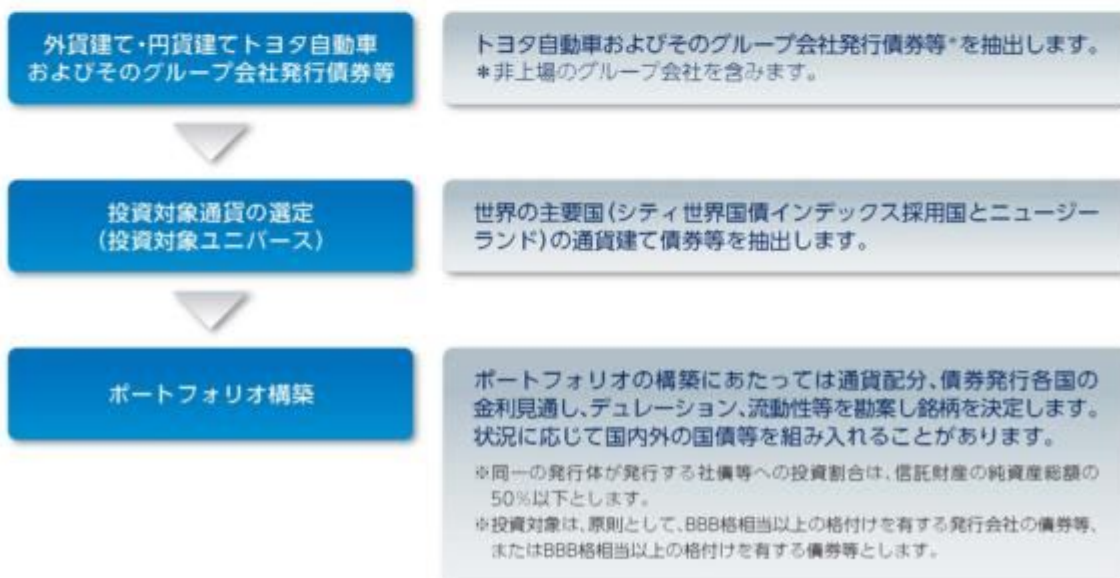 外貨建て・円貨建てトヨタ自動車
およびそのグループ会社発行債券等
トヨタ自動車およびそのグループ会社発行債券等*を抽出します。
*非上場のグループ会社を含みます。
投資対象通貨の選定
(投資対象ユニバース)
世界の主要国(シティ世界国債インデックス採用国とニュージー
ランド)の通貨建て債券等を抽出します。
ポートフォリオ構築
ポートフォリオの構築にあたっては通貨配分、債券発行各国の
金利見通し、デュレーション、流動性等を勘案し銘柄を決定します。
状況に応じて国内外の国債等を組み入れることがあります。
※同一の発行体が発行する社債等への投資割合は、信託財産の純資産総額の
50%以下とします。
※投資対象は、原則として、BBB格相当以上の格付けを有する発行会社の債券等、
またはBBB格相当以上の格付けを有する債券等とします。